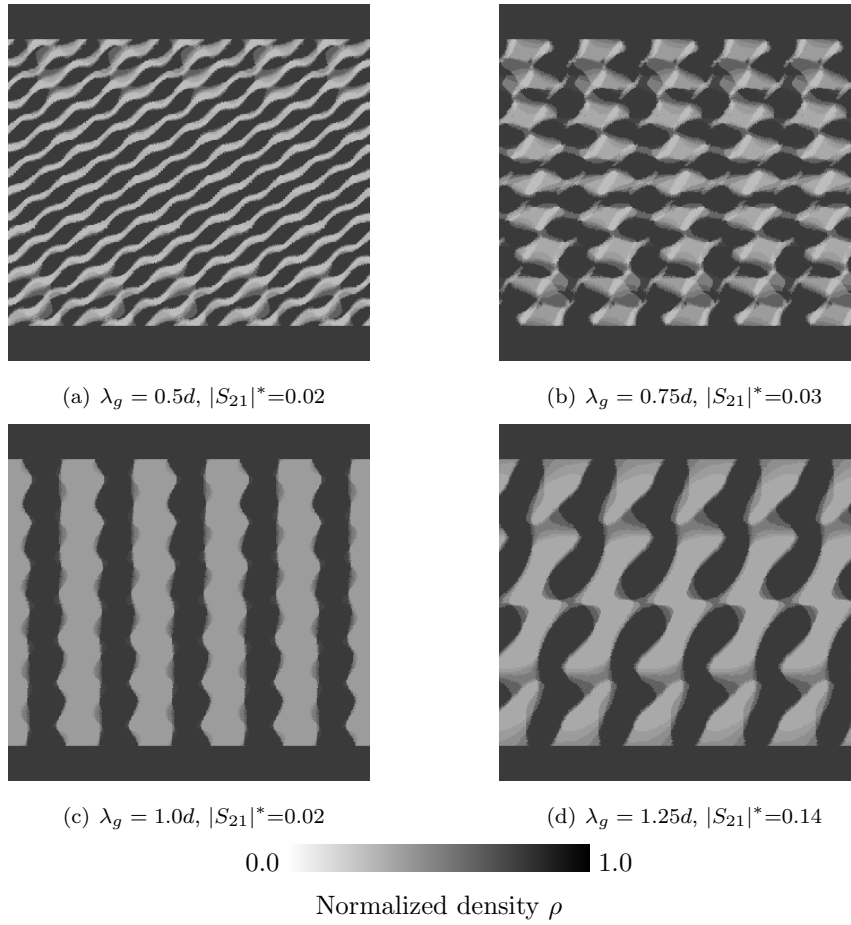 (a) λ_g = 0.5d, |S_21|^*=0.02
(b) λ_g = 0.75d, |S_21|^*=0.03
(c) λ_g = 1.0d, |S_21|^*=0.02
(d) λ_g = 1.25d, |S_21|^*=0.14
0.0 1.0
Normalized density ρ